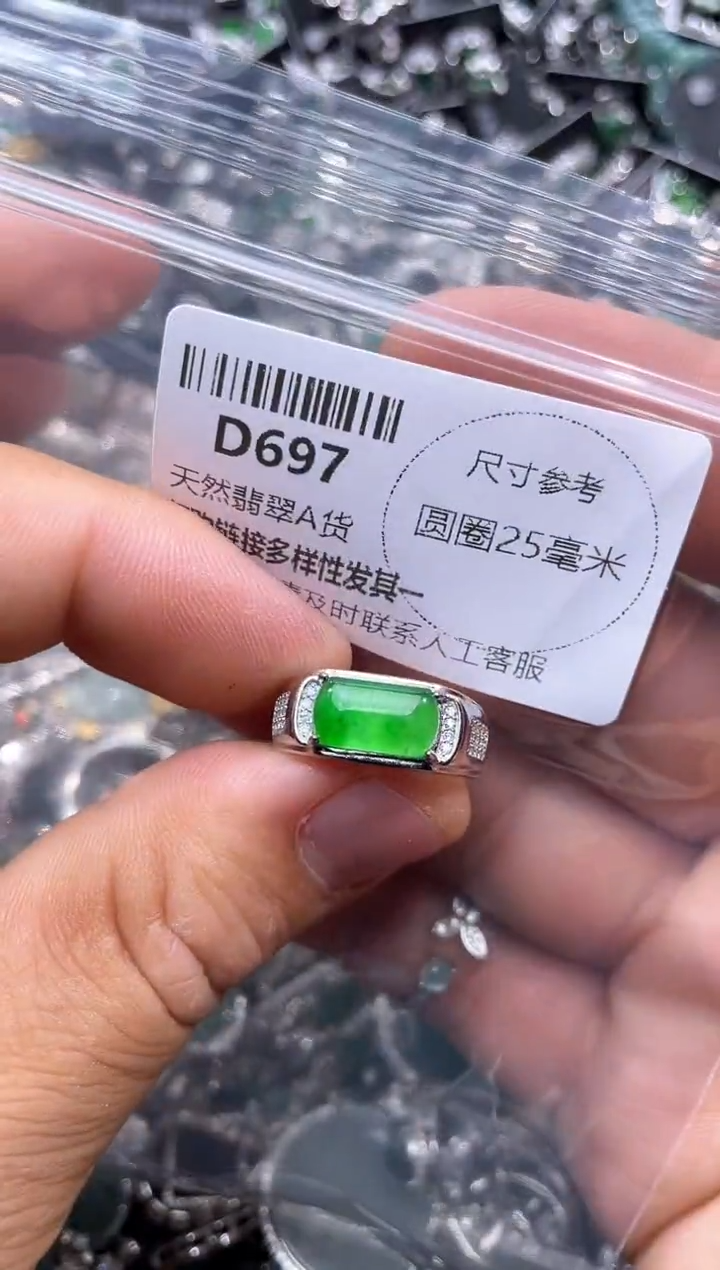 D697
天然翡翠A货
链接多样性发其一
及时联系人工客服
尺寸参考
圆圈25毫米